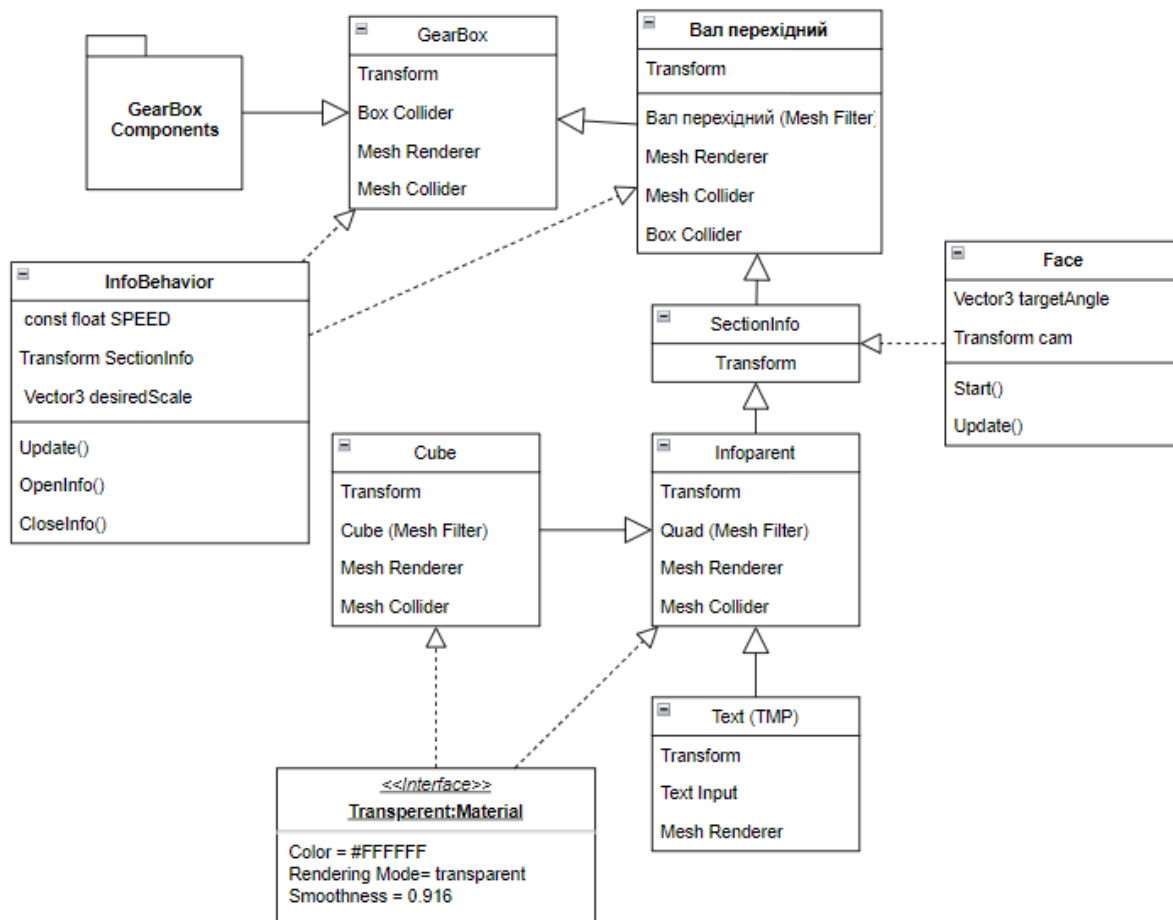 GearBox
Components
GearBox
Transform
Box Collider
Mesh Renderer
Mesh Collider
Вал перехідний
Transform
Вал перехідний (Mesh Filter)
Mesh Renderer
Mesh Collider
Box Collider
InfoBehavior
const float SPEED
Transform SectionInfo
Vector3 desiredScale
Update()
OpenInfo()
CloseInfo()
SectionInfo
Transform
Face
Vector3 targetAngle
Transform cam
Start()
Update()
Cube
Transform
Cube (Mesh Filter)
Mesh Renderer
Mesh Collider
Infoparent
Transform
Quad (Mesh Filter)
Mesh Renderer
Mesh Collider
Text (TMP)
Transform
Text Input
Mesh Renderer
<<Interface>>
Transperent:Material
Color = #FFFFFF
Rendering Mode= transparent
Smoothness = 0.916